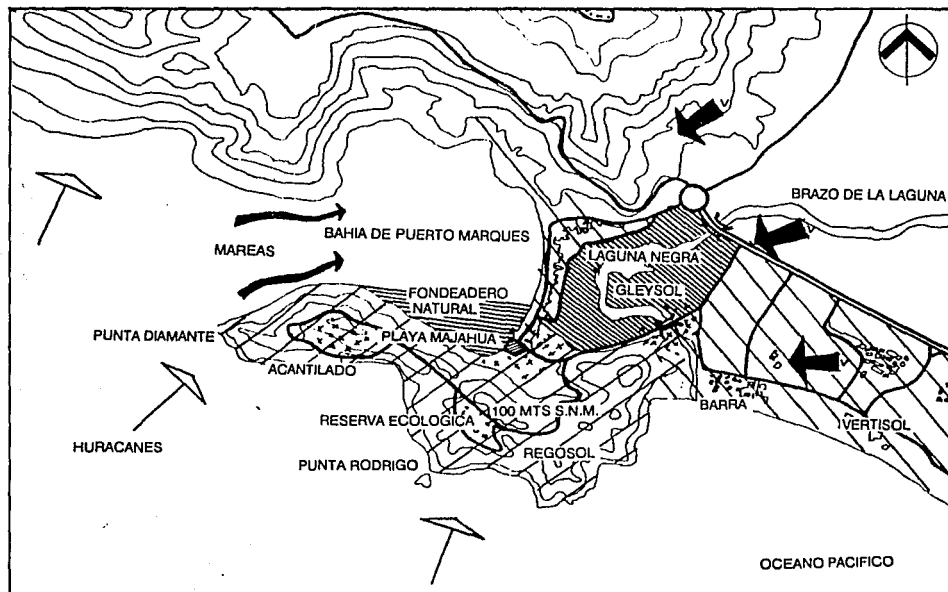 BRAZO DE LA LAGUNA
BAHIA DE PUERTO MARQUES
MAREAS
LAGUNA NEGRA
GLEYSOL
FONDEADERO
NATURAL
PUNTA DIAMANTE
PLAYA MAJAHUA
ACANTILADO
100 MTS S.N.M.
RESERVA ECOLOGICA
BARRA
VERTISOL
HURACANES
REGOSOL
PUNTA RODRIGO
OCEANO PACIFICO